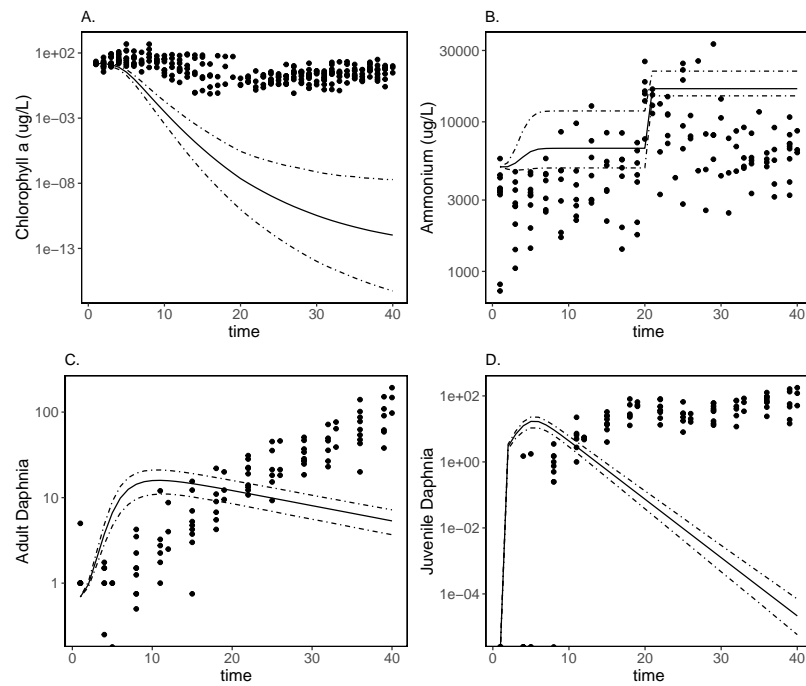 A.
Chlorophyll a (ug/L)
1e+02
1e−03
1e−08
1e−13
0 10 20 30 40
time
B.
Ammonium (ug/L)
30000
10000
3000
1000
0 10 20 30 40
time
C.
Adult Daphnia
100
10
1
0 10 20 30 40
time
D.
Juvenile Daphnia
1e+02
1e+00
1e−02
1e−04
0 10 20 30 40
time